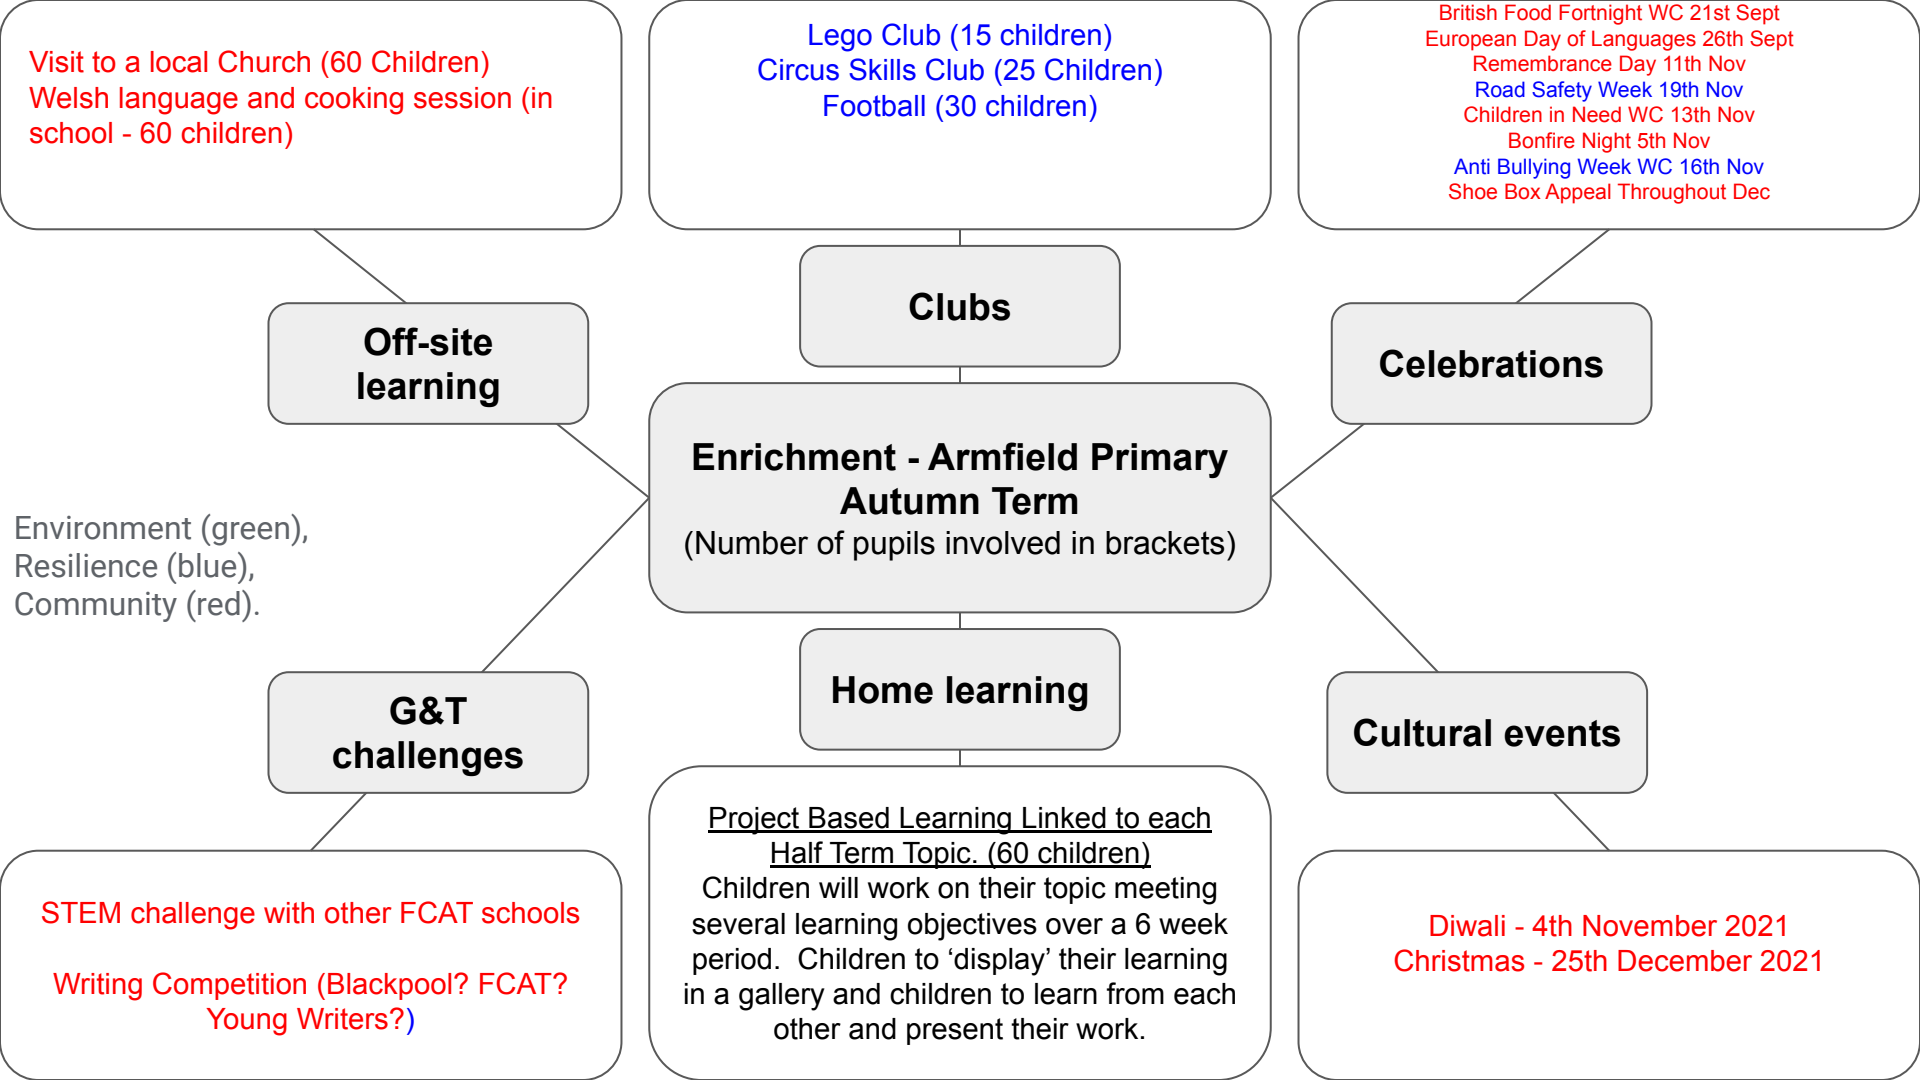 Visit to a local Church (60 Children)
Welsh language and cooking session (in
school - 60 children)
Lego Club (15 children)
Circus Skills Club (25 Children)
Football (30 children)
British Food Fortnight WC 21st Sept
European Day of Languages 26th Sept
Remembrance Day 11th Nov
Road Safety Week 19th Nov
Children in Need WC 13th Nov
Bonfire Night 5th Nov
Anti Bullying Week WC 16th Nov
Shoe Box Appeal Throughout Dec
Off-site
learning
Clubs
Celebrations
Enrichment - Armfield Primary
Autumn Term
(Number of pupils involved in brackets)
Environment (green),
Resilience (blue),
Community (red).
G&T
challenges
Home learning
Cultural events
STEM challenge with other FCAT schools
Writing Competition (Blackpool? FCAT?
Young Writers?)
Project Based Learning Linked to each
Half Term Topic. (60 children)
Children will work on their topic meeting
several learning objectives over a 6 week
period.  Children to ‘display’ their learning
in a gallery and children to learn from each
other and present their work.
Diwali - 4th November 2021
Christmas - 25th December 2021